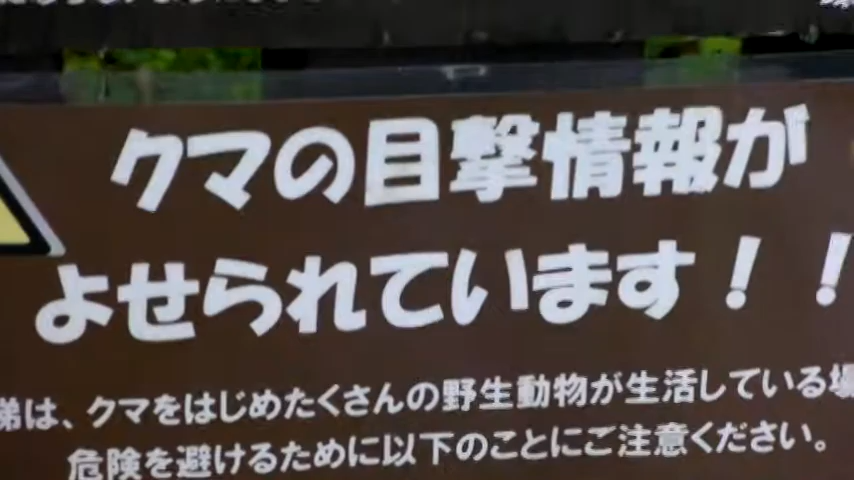 クマの目撃情報が
よせられています！！
は、クマをはじめたくさんの野生動物が生活している場
危険を避けるために以下のことにご注意ください。